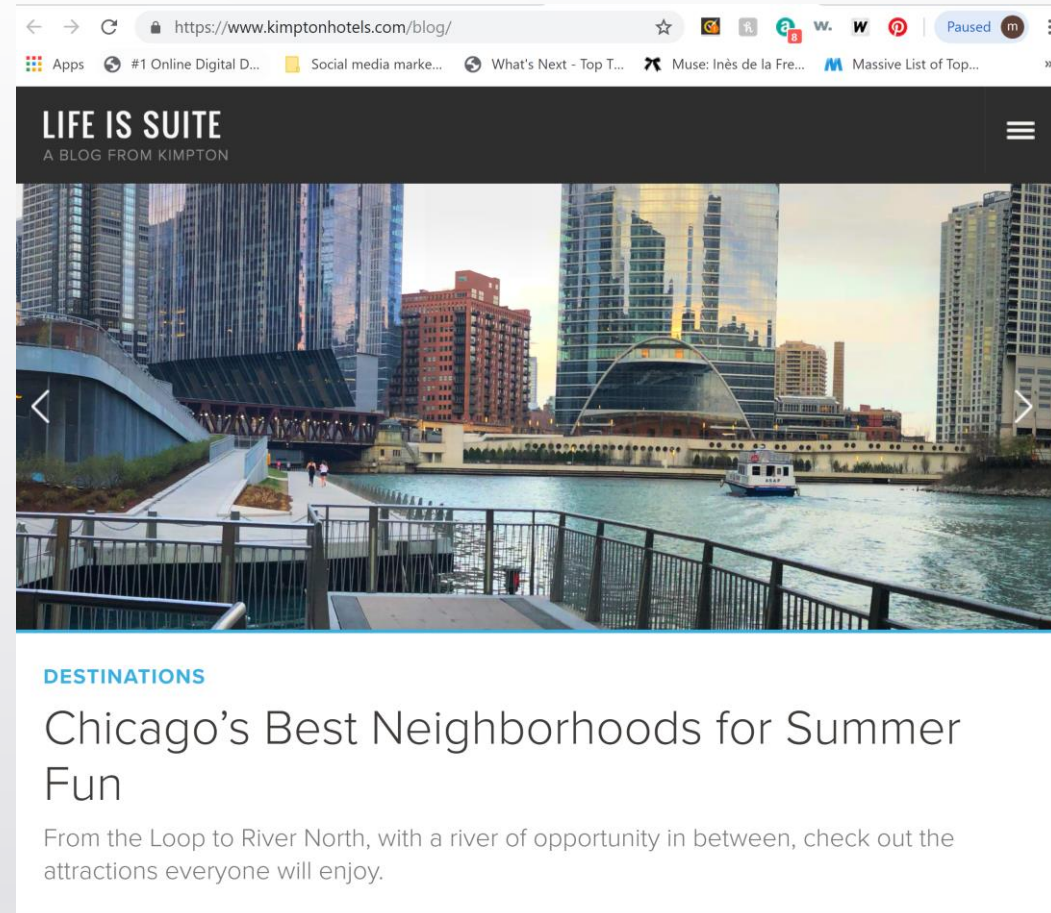 https://www.kimptonhotels.com/blog/
8
w.
W
Paused
m
Apps
#1 Online Digital D...
Social media marke...
What's Next - Top T...
Muse: Inès de la Fre...
Massive List of Top...
»
LIFE IS SUITE
A BLOG FROM KIMPTON
DESTINATIONS
Chicago's Best Neighborhoods for Summer
Fun
From the Loop to River North, with a river of opportunity in between, check out the
attractions everyone will enjoy.